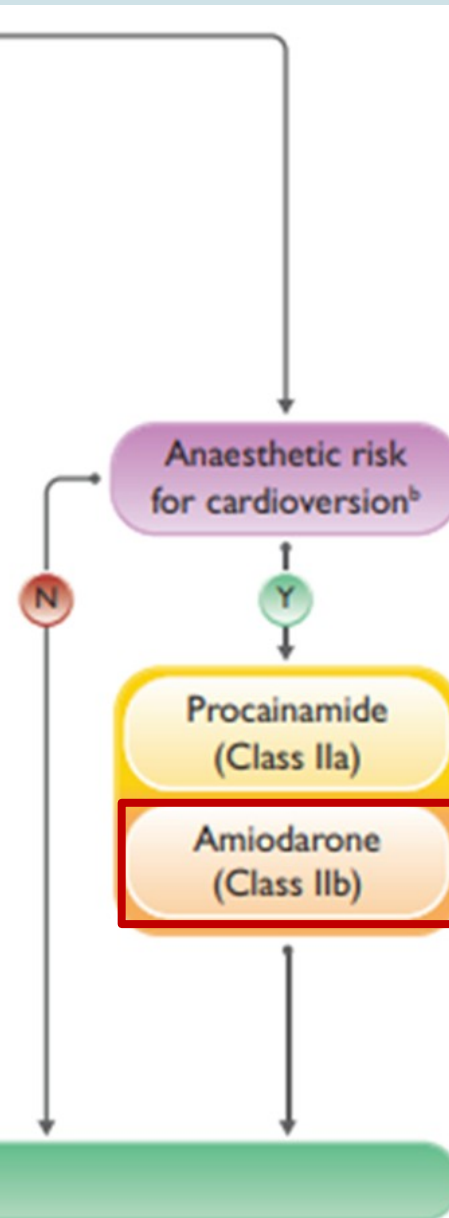 Anaesthetic risk
for cardioversionᵇ
N
Y
Procainamide
(Class IIa)
Amiodarone
(Class IIb)